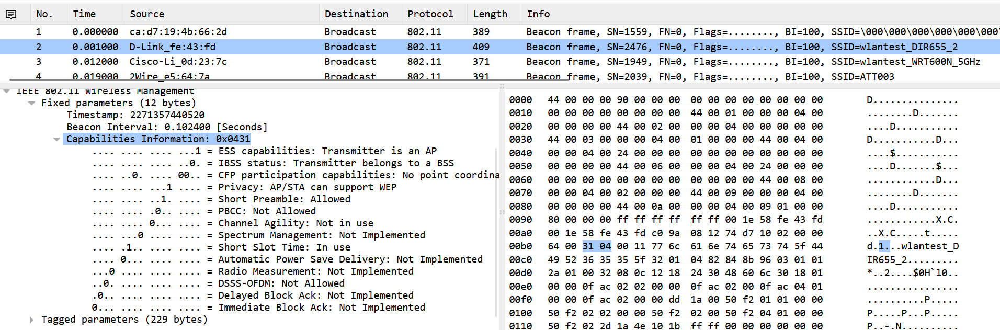 No. Time Source Destination Protocol Length Info
1 0.000000 ca:d7:19:4b:66:2d Broadcast 802.11 389 Beacon frame, SN=1559, FN=0, Flags=........, BI=100, SSID=\000\000\000\000\000\000\
2 0.001000 D-Link_fe:43:fd Broadcast 802.11 409 Beacon frame, SN=2476, FN=0, Flags=........, BI=100, SSID=wlantest_DIR655_2
3 0.012000 Cisco-Li_0d:23:7c Broadcast 802.11 371 Beacon frame, SN=1949, FN=0, Flags=........, BI=100, SSID=wlantest_WRT600N_5GHz
4 0.019000 2Wire_e5:64:7a Broadcast 802.11 391 Beacon frame, SN=2039, FN=0, Flags=........, BI=100, SSID=ATT003
IEEE 802.11 Wireless Management
Fixed parameters (12 bytes)
Timestamp: 2271357440520
Beacon Interval: 0.102400 [Seconds]
Capabilities Information: 0x0431
.... .... .... ...1 = ESS capabilities: Transmitter is an AP
.... .... .... ..0. = IBSS status: Transmitter belongs to a BSS
.... ..0. .... 00.. = CFP participation capabilities: No point coordina
.... .... ...1 .... = Privacy: AP/STA can support WEP
.... .... ..1. .... = Short Preamble: Allowed
.... .... .0.. .... = PBCC: Not Allowed
.... .... 0... .... = Channel Agility: Not in use
.... ...0 .... .... = Spectrum Management: Not Implemented
.... .1.. .... .... = Short Slot Time: In use
.... 0... .... .... = Automatic Power Save Delivery: Not Implemented
...0 .... .... .... = Radio Measurement: Not Implemented
..0. .... .... .... = DSSS-OFDM: Not Allowed
.0.. .... .... .... = Delayed Block Ack: Not Implemented
0... .... .... .... = Immediate Block Ack: Not Implemented
Tagged parameters (229 bytes)
0000 44 00 00 00 90 00 00 00 00 00 00 00 00 00 00 00 D...............
0010 00 00 00 00 00 00 00 00 44 00 01 00 00 00 04 00 ........D.......
0020 00 00 00 00 44 00 02 00 00 00 04 00 00 00 00 00 ....D...........
0030 44 00 03 00 00 00 04 00 01 00 00 00 44 00 04 00 D...........D...
0040 00 00 04 00 24 00 00 00 00 00 00 00 00 00 00 00 ....$...........
0050 00 00 00 00 44 00 06 00 00 00 04 00 24 00 00 00 ....D.......$...
0060 00 00 00 00 00 00 00 00 00 00 00 00 44 00 08 00 ............D...
0070 00 00 04 00 02 00 00 00 44 00 09 00 00 00 04 00 ........D.......
0080 00 00 00 00 44 00 0a 00 00 00 04 00 09 01 00 00 ....D...........
0090 80 00 00 00 ff ff ff ff ff ff 00 1e 58 fe 43 fd ............X.C.
00a0 00 1e 58 fe 43 fd c0 9a 08 12 74 d7 10 02 00 00 ..X.C.....t.....
00b0 64 00 31 04 00 11 77 6c 61 6e 74 65 73 74 5f 44 d.1...wlantest_D
00c0 49 52 36 35 35 5f 32 01 04 82 84 8b 96 03 01 01 IR655_2.........
00d0 2a 01 00 32 08 0c 12 18 24 30 48 60 6c 30 18 01 *..2....$0H`l0..
00e0 00 00 0f ac 02 02 00 00 0f ac 02 00 0f ac 04 01 ................
00f0 00 00 0f ac 02 00 00 dd 1a 00 50 f2 01 01 00 00 ..........P.....
0100 50 f2 02 02 00 00 50 f2 02 00 50 f2 04 01 00 00 P.....P...P.....
0110 50 f2 02 2d 1a 4e 10 1b ff ff 00 00 00 00 00 00 P..-.N..........